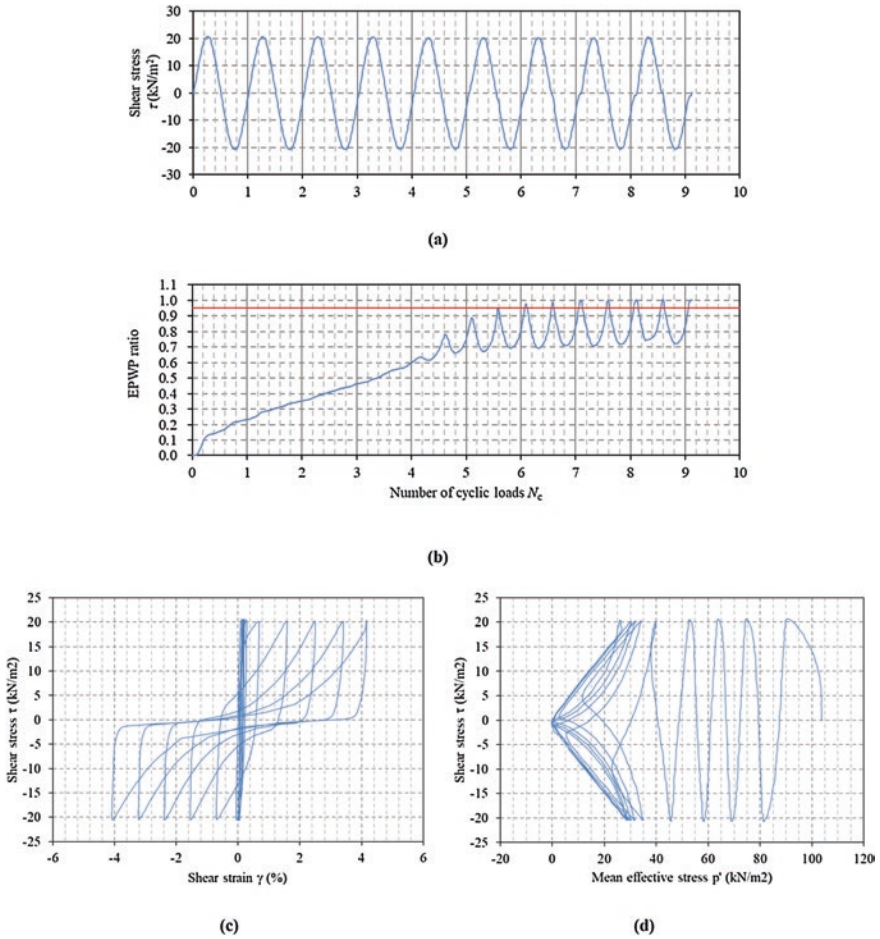 30
20
10
0
-10
-20
-30
Shear stress
τ (kN/m²)
0 1 2 3 4 5 6 7 8 9 10
(a)
1.1
1.0
0.9
0.8
0.7
0.6
0.5
0.4
0.3
0.2
0.1
0.0
EPWP ratio
0 1 2 3 4 5 6 7 8 9 10
Number of cyclic loads Nc
(b)
25
20
15
10
5
0
-5
-10
-15
-20
-25
Shear stress τ (kN/m2)
-6 -4 -2 0 2 4 6
Shear strain γ (%)
(c)
25
20
15
10
5
0
-5
-10
-15
-20
-25
Shear stress τ (kN/m2)
-20 0 20 40 60 80 100 120
Mean effective stress p' (kN/m2)
(d)